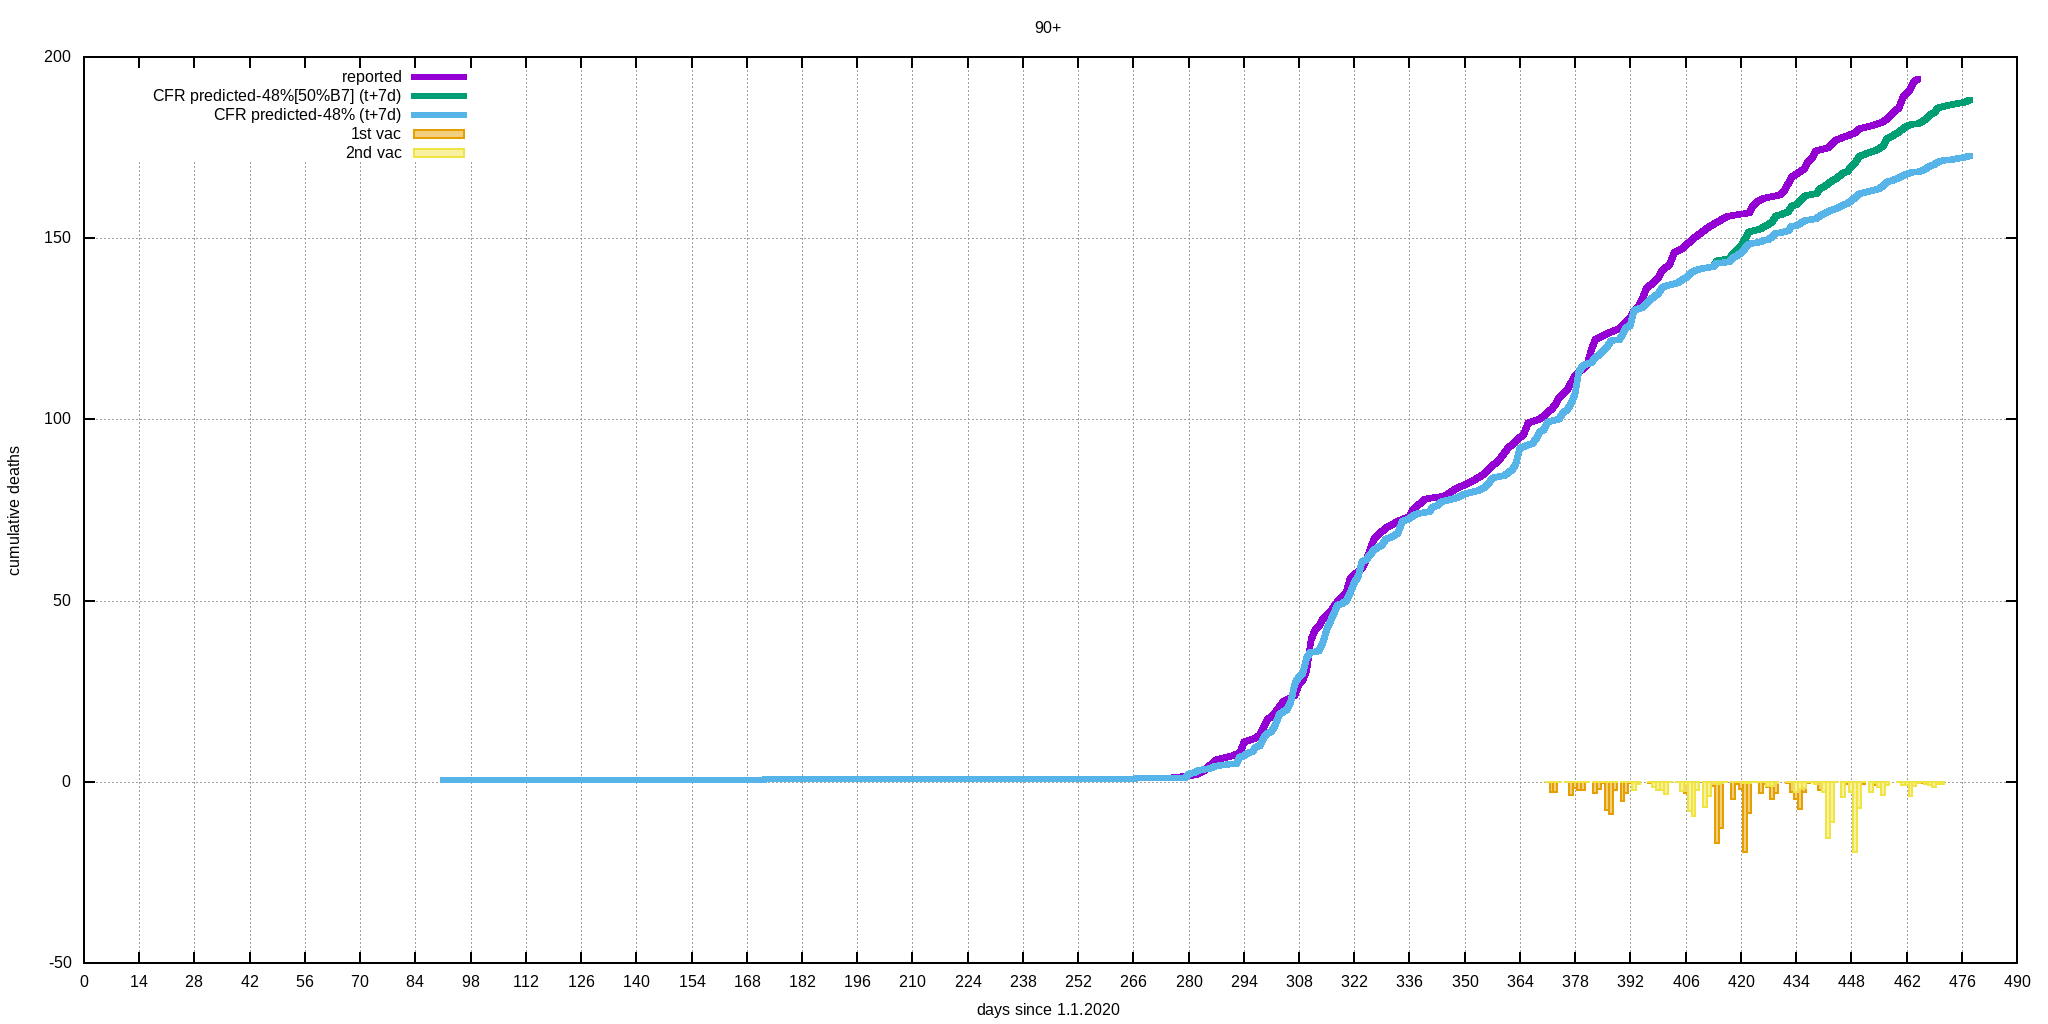 90+
200
reported
CFR predicted-48%[50%B7] (t+7d)
CFR predicted-48% (t+7d)
1st vac
2nd vac
150
100
50
0
-50
cumulative deaths
0 14 28 42 56 70 84 98 112 126 140 154 168 182 196 210 224 238 252 266 280 294 308 322 336 350 364 378 392 406 420 434 448 462 476 490
days since 1.1.2020